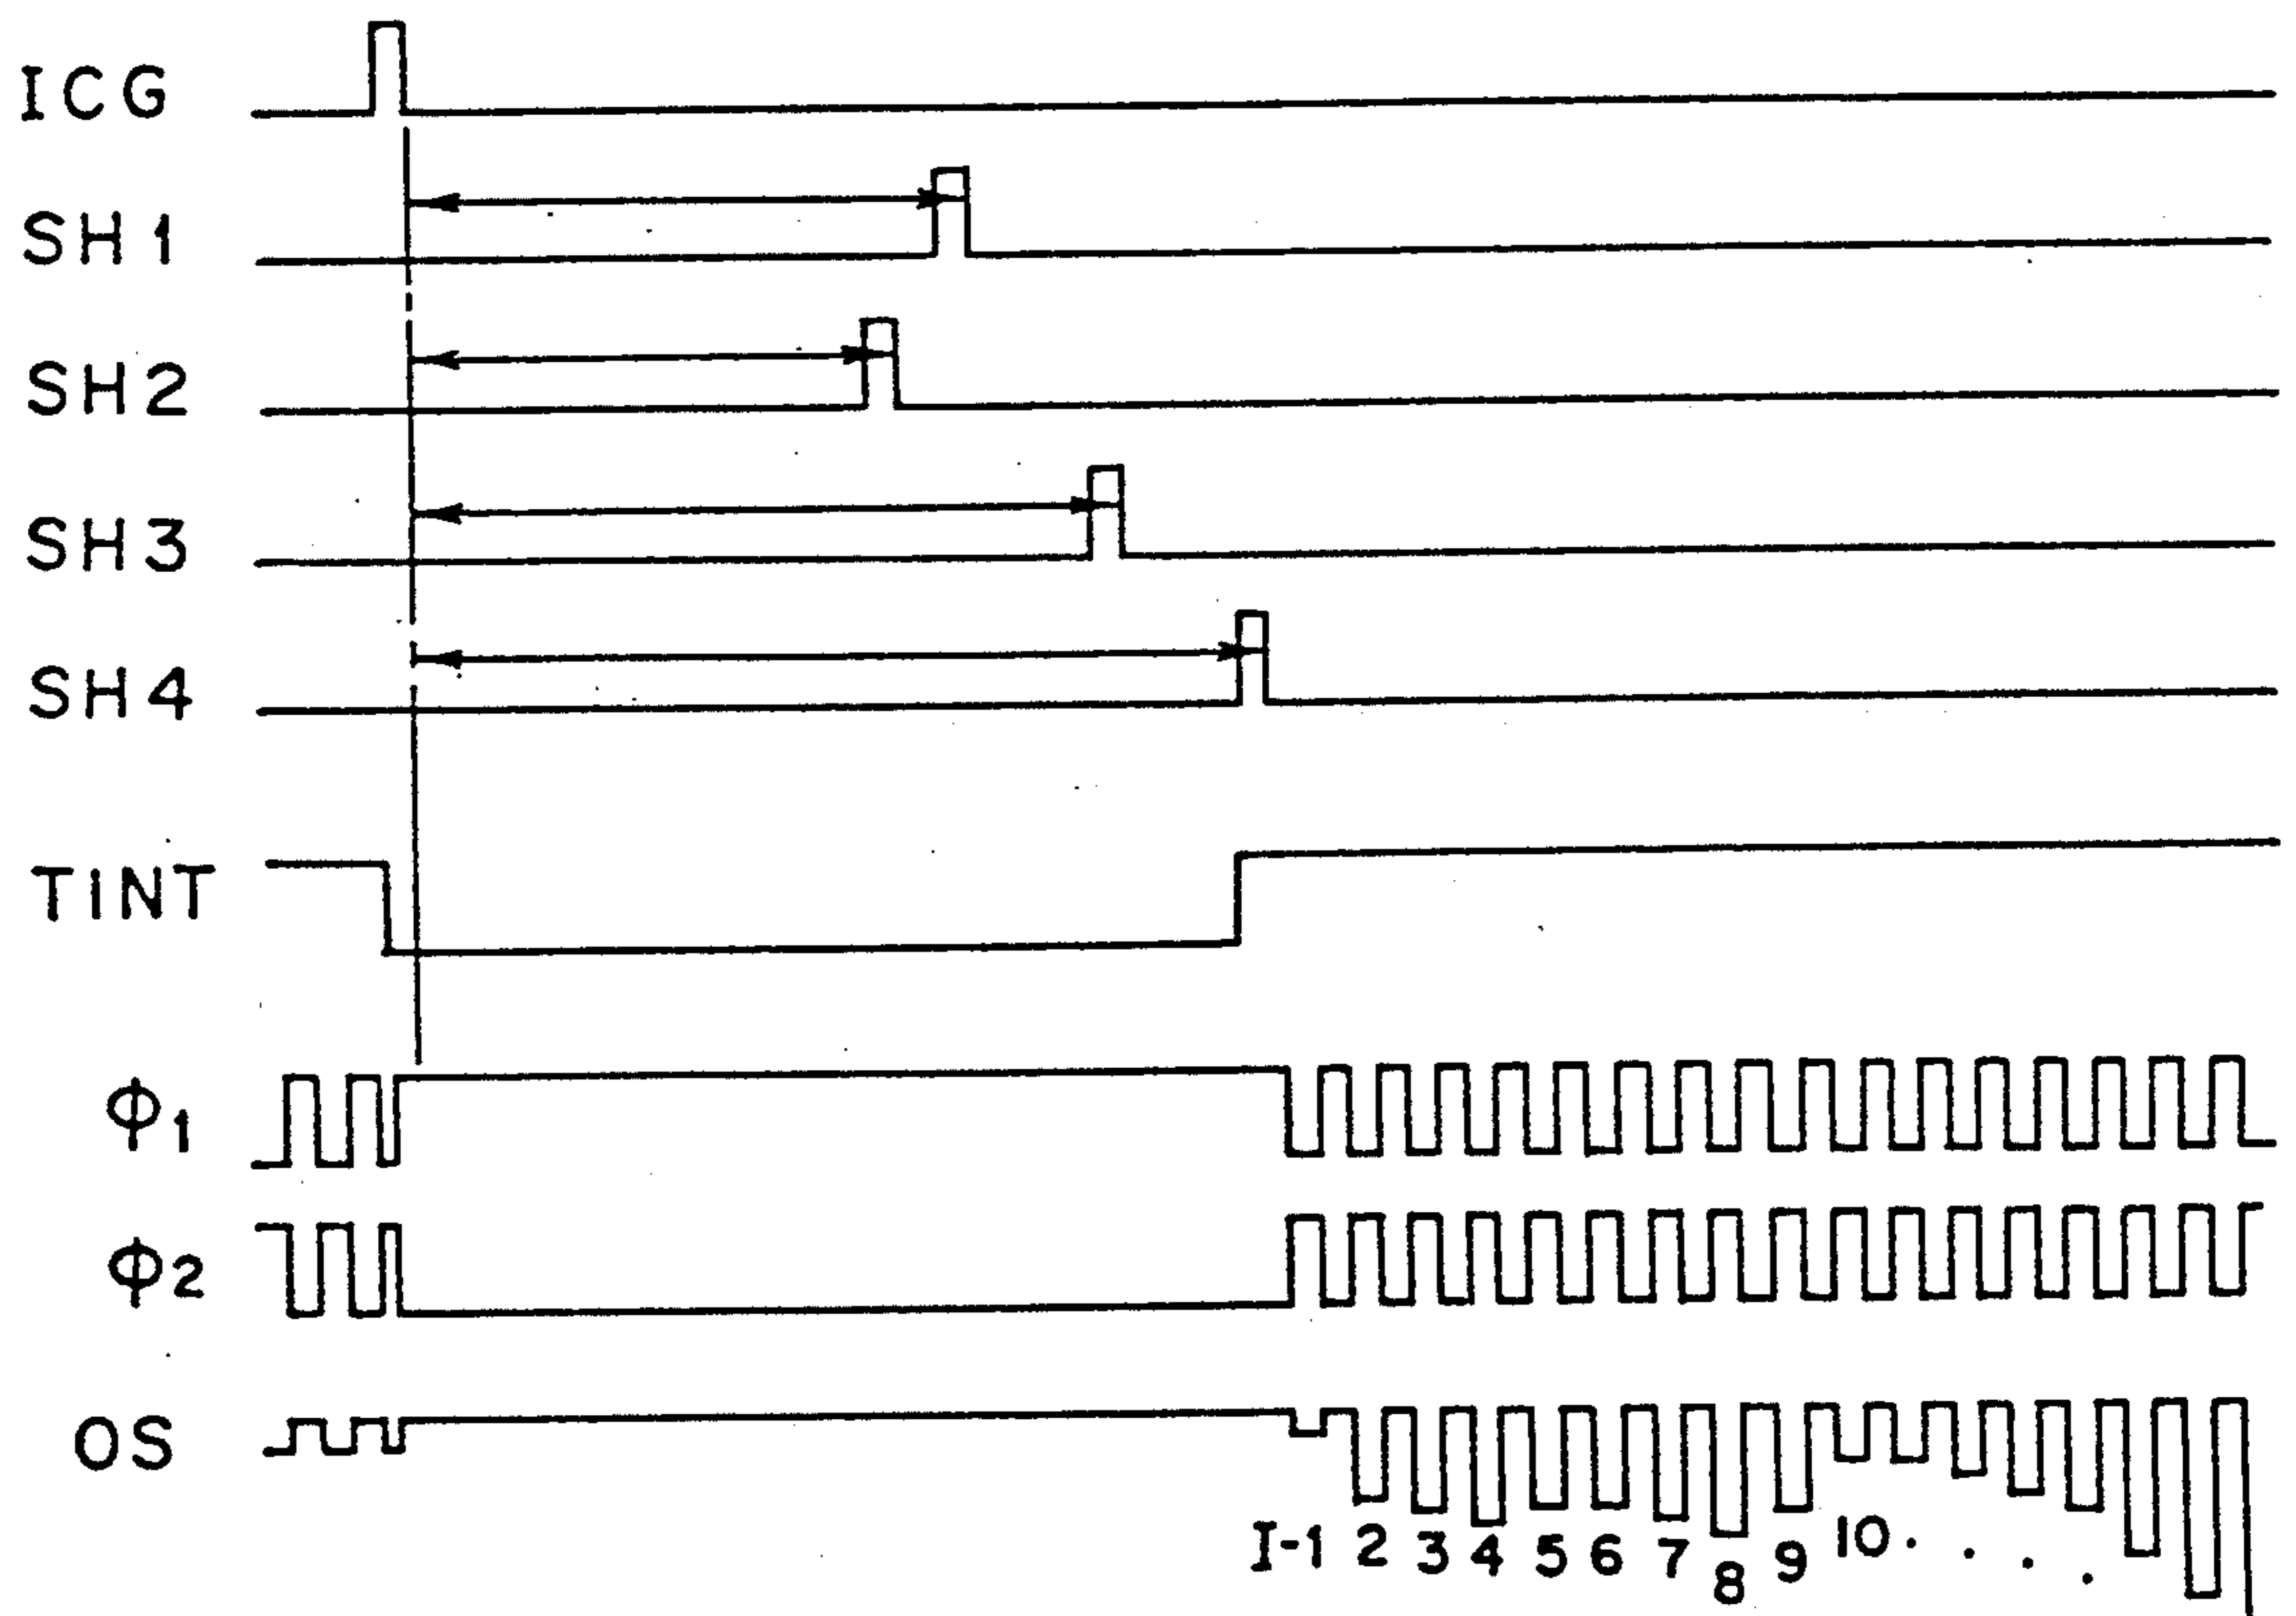 ICG
SH1
SH2
SH3
SH4
TINT
ϕ1
ϕ2
OS
I-1 2 3 4 5 6 7 8 9 10 . . . .